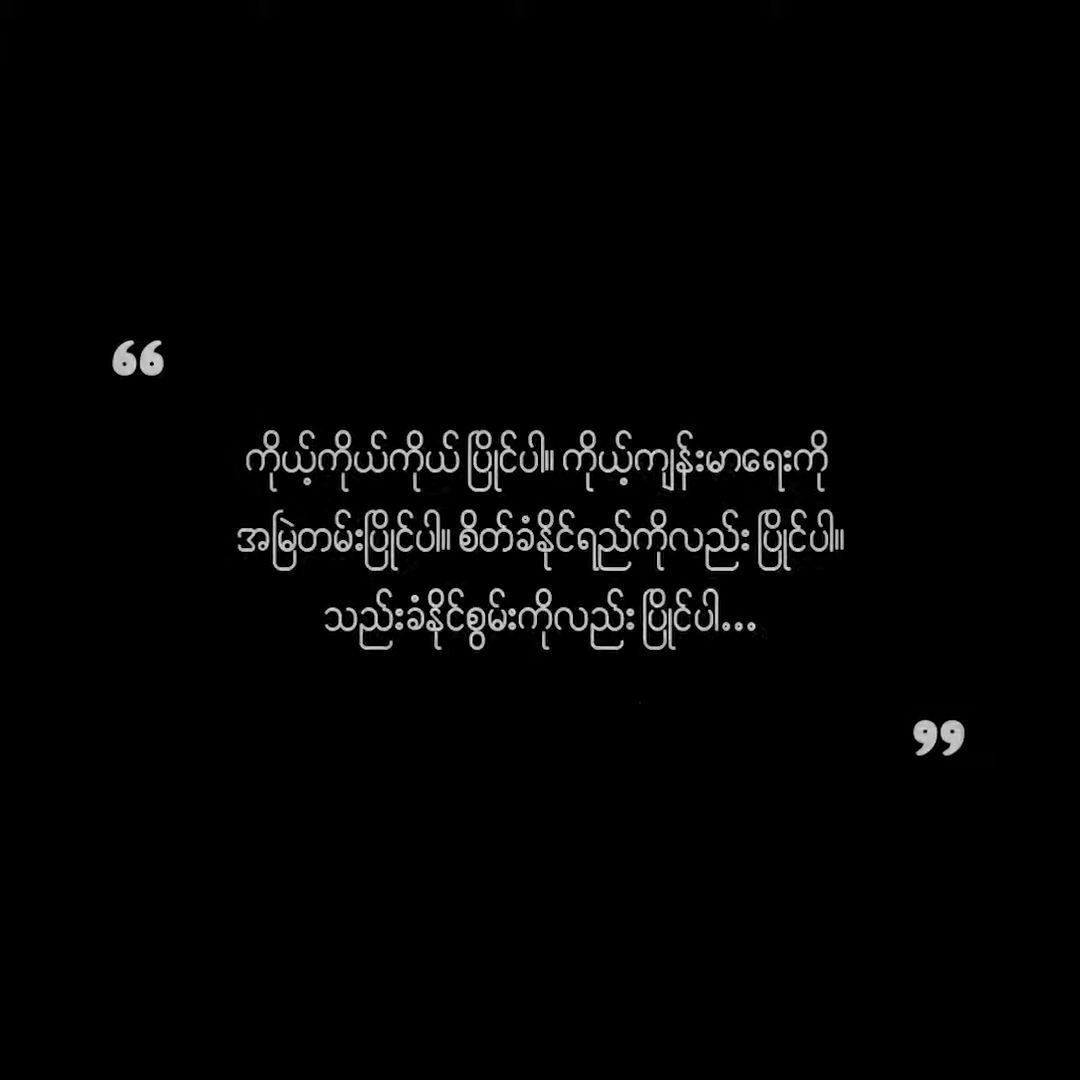 “
ကိုယ့်ကိုယ်ကိုယ် ပြိုင်ပါ။ ကိုယ့်ကျန်းမာရေးကို
အမြဲတမ်းပြိုင်ပါ။ စိတ်ခံနိုင်ရည်ကိုလည်း ပြိုင်ပါ။
သည်းခံနိုင်စွမ်းကိုလည်း ပြိုင်ပါ...
”